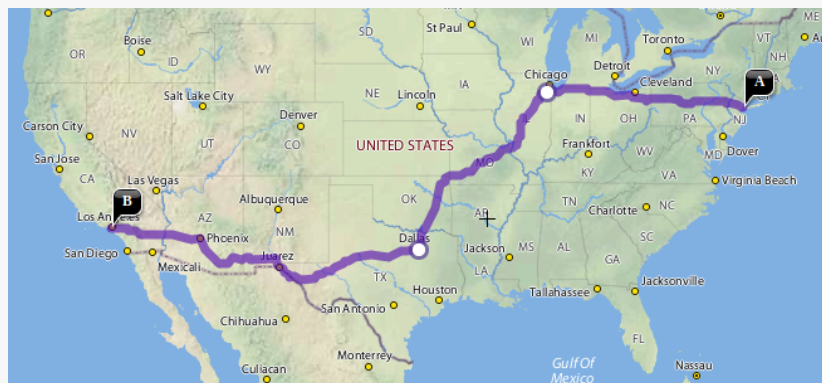 ME
St Paul
WI
MI
Toronto
VT
OR
Boise
SD
NH
ID
Detroit
NY
A
WY
Chicago
Cleveland
Salt Lake City
NE
Lincoln
IA
PA
NJ
Denver
IL
IN
OH
Carson City
NV
UT
CO
UNITED STATES
Frankfort
WV
MD
Dover
San Jose
MO
CA
Las Vegas
KY
VA
Virginia Beach
B
Albuquerque
OK
TN
Los Angeles
AZ
AR
Charlotte
NC
Phoenix
NM
Dallas
SC
San Diego
Juarez
Jackson
MS
AL
GA
Mexicali
TX
LA
Houston
Tallahassee
Jacksonville
San Antonio
Chihuahua
FL
Monterrey
Gulf Of
Mexico
Nassau
Culiacan